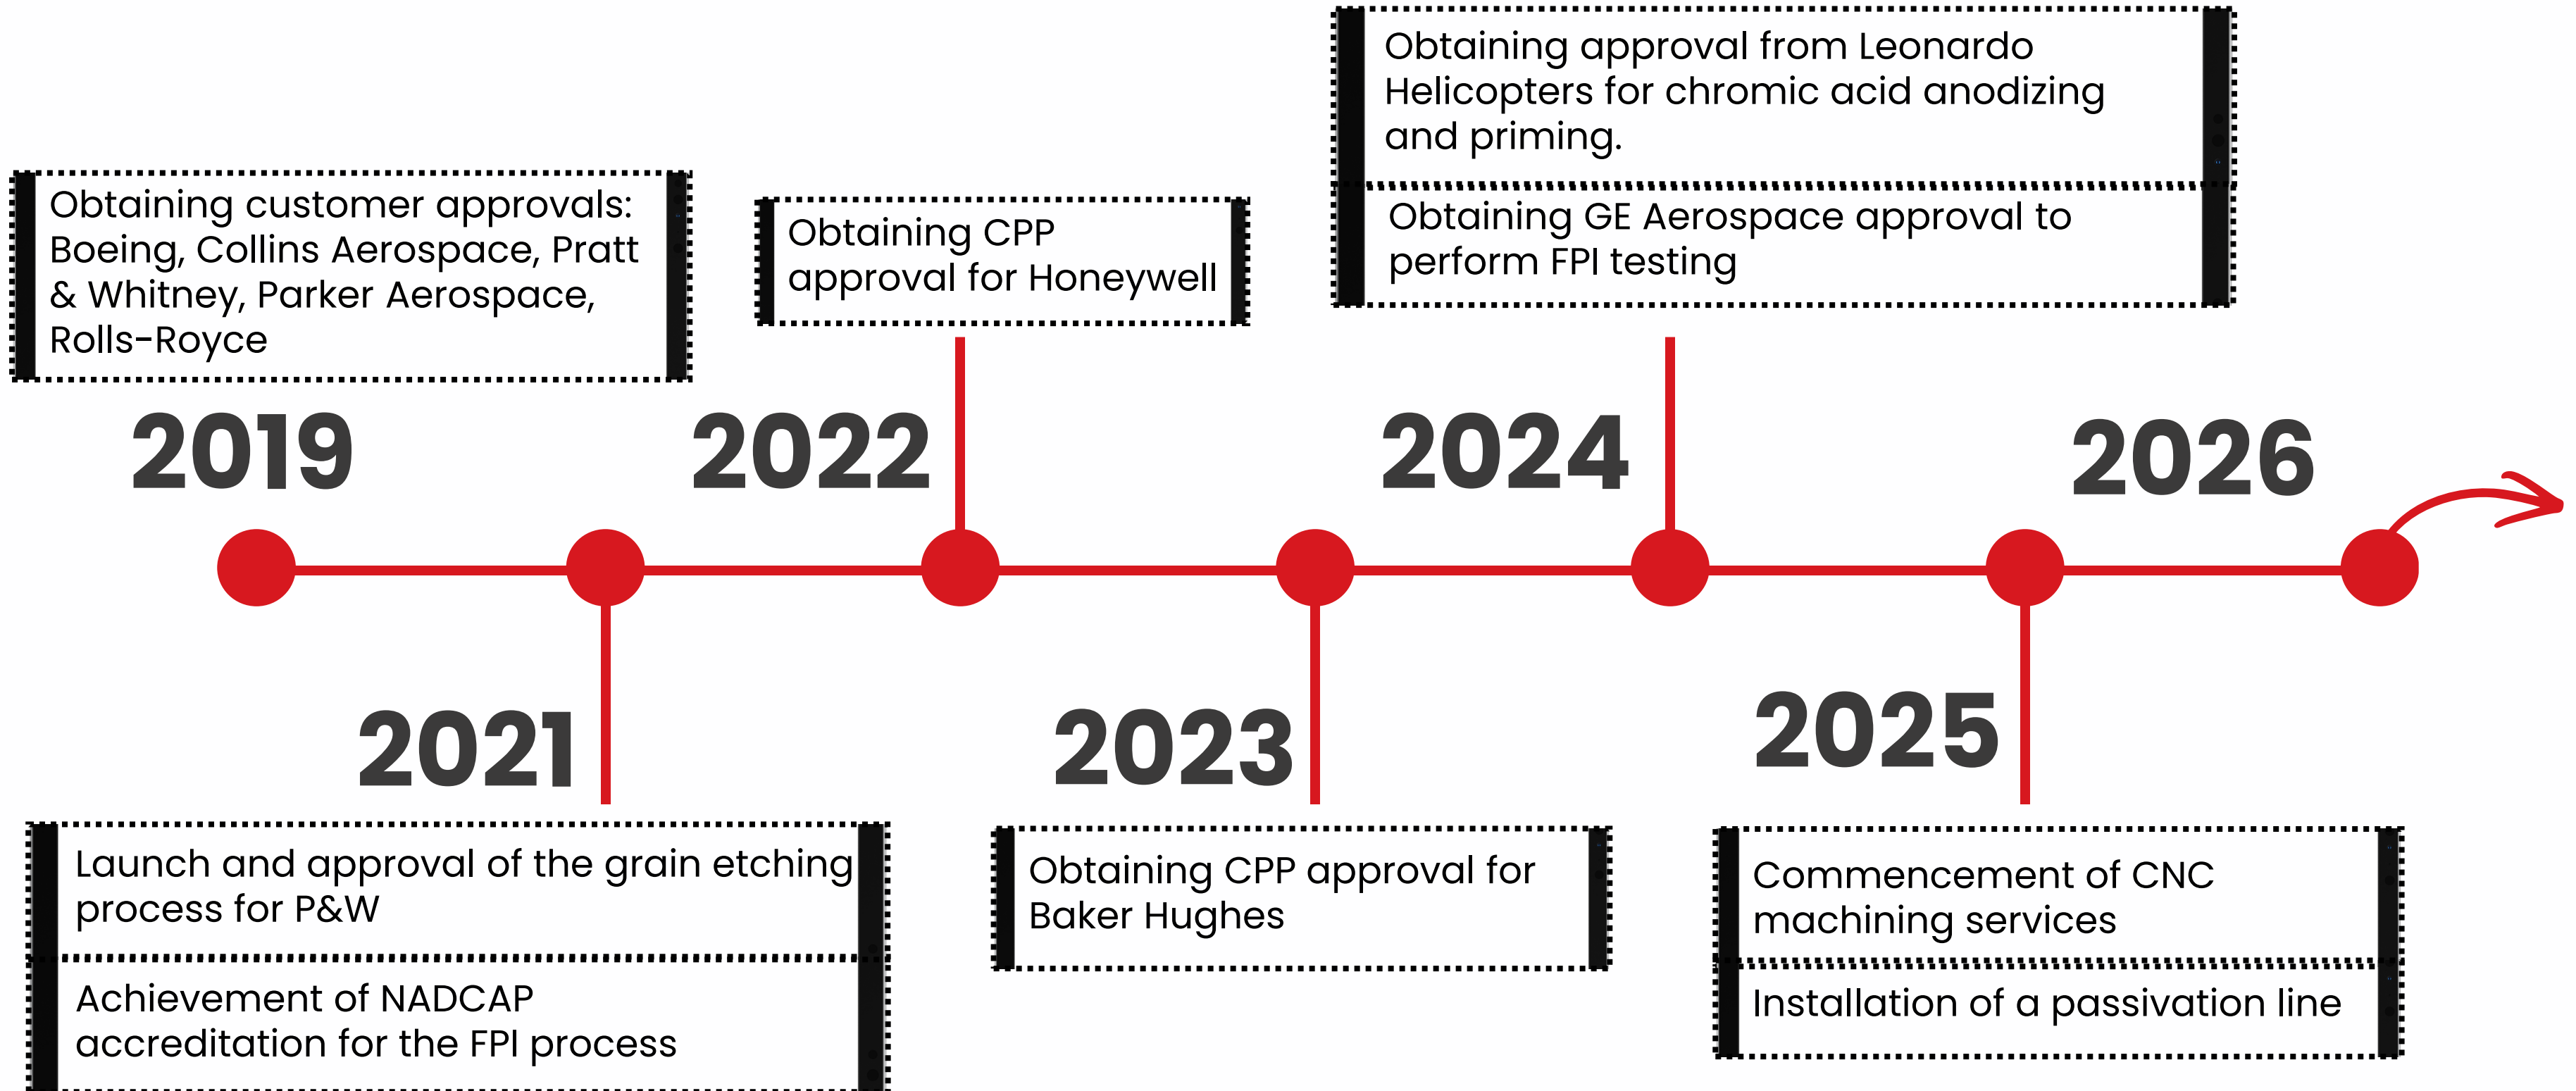 Obtaining customer approvals:
Boeing, Collins Aerospace, Pratt
& Whitney, Parker Aerospace,
Rolls-Royce
2019
Launch and approval of the grain etching
process for P&W
Achievement of NADCAP
accreditation for the FPI process
2021
Obtaining CPP
approval for Honeywell
2022
2023
Obtaining CPP approval for
Baker Hughes
Obtaining approval from Leonardo
Helicopters for chromic acid anodizing
and priming.
Obtaining GE Aerospace approval to
perform FPI testing
2024
2025
Commencement of CNC
machining services
Installation of a passivation line
2026